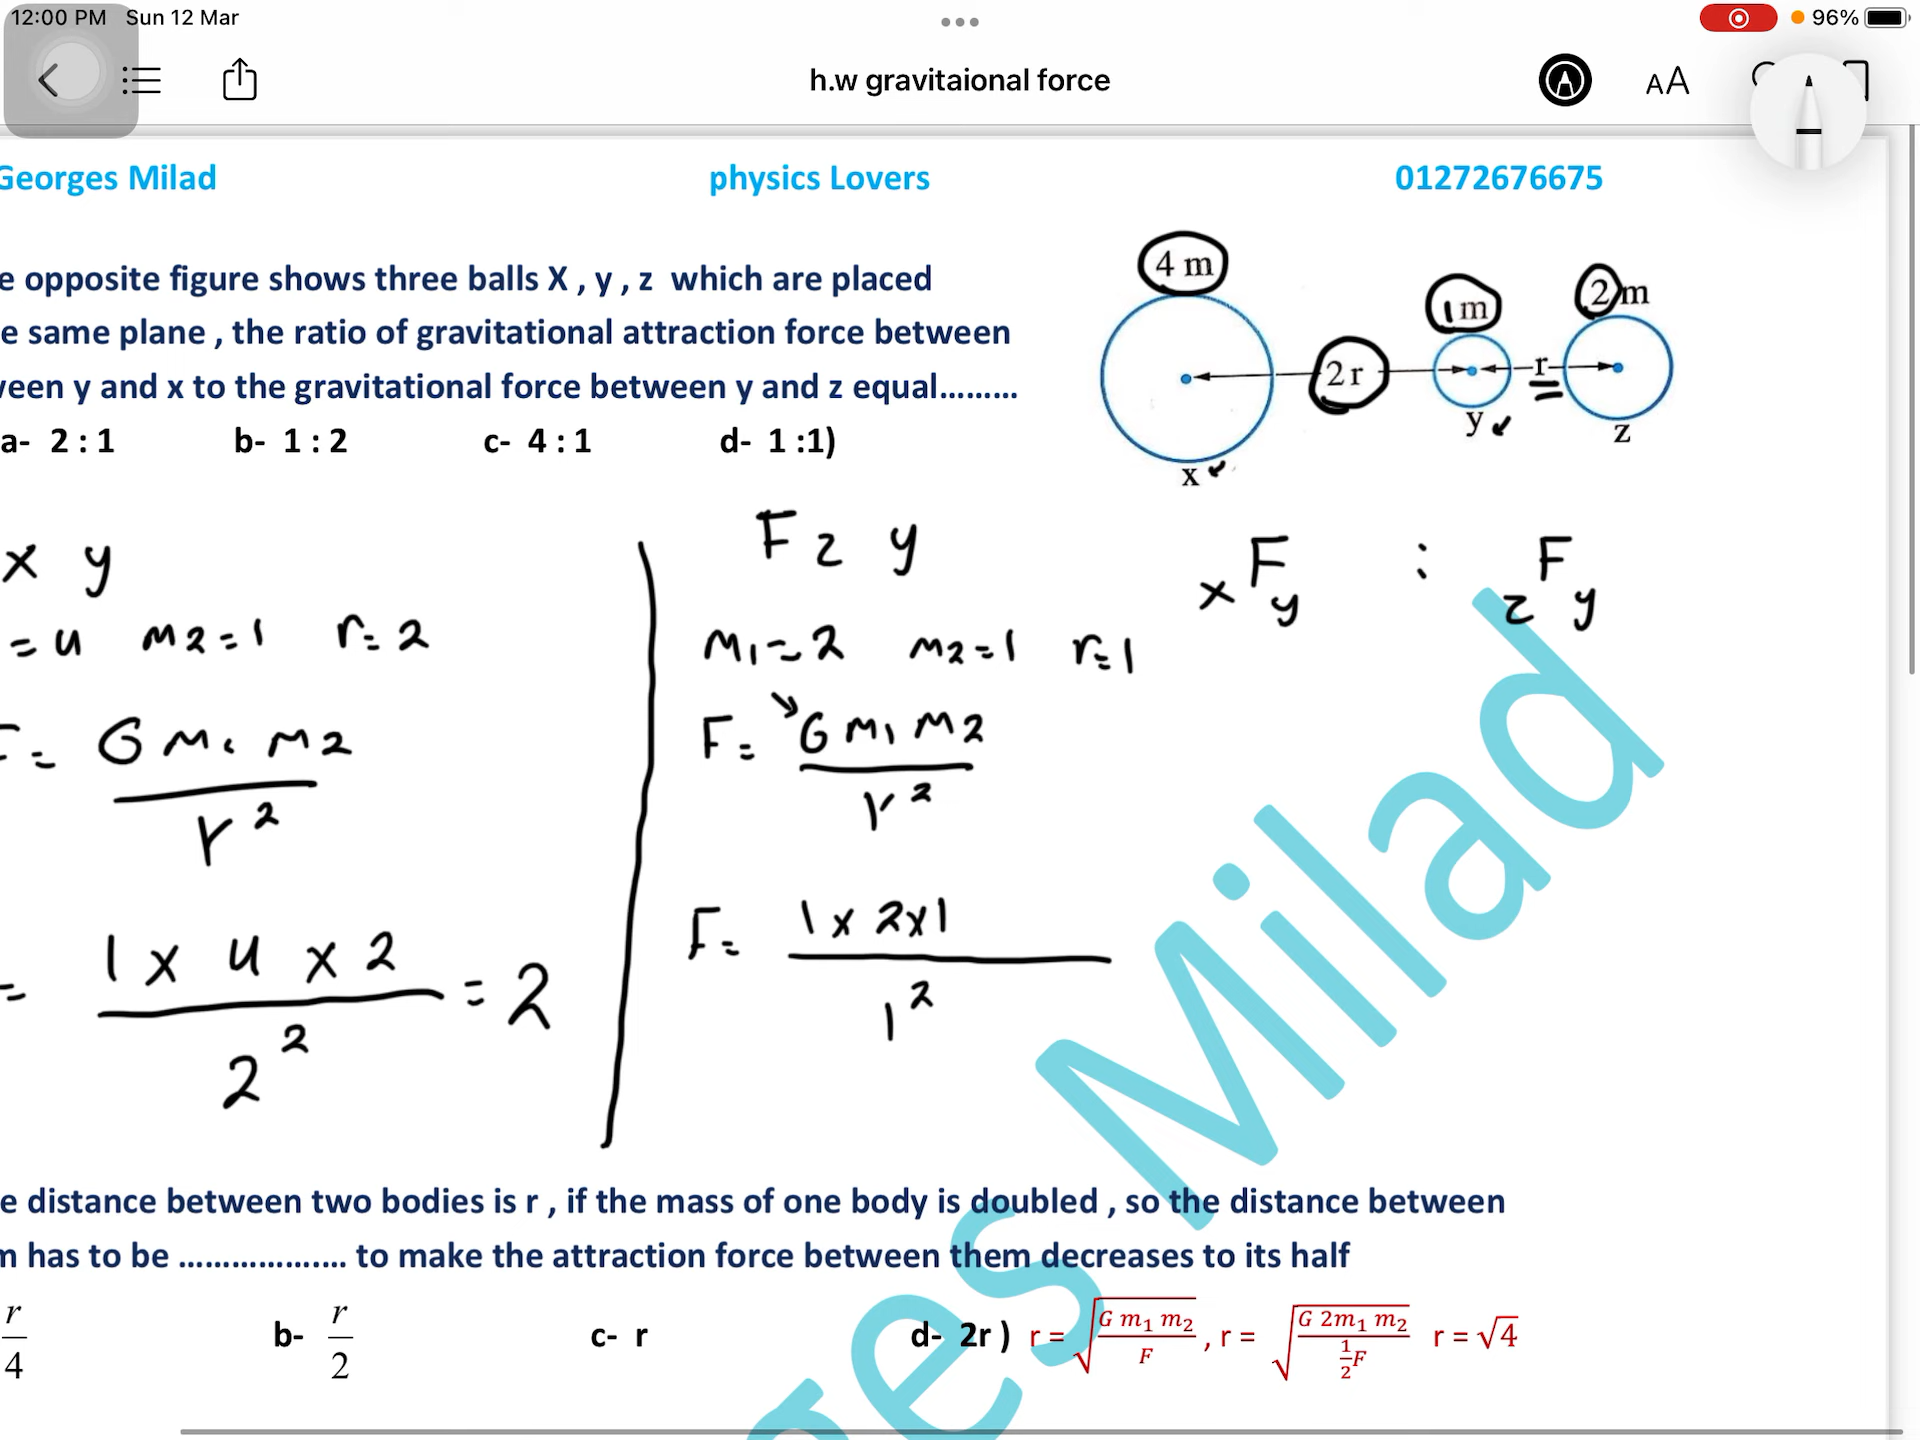 12:00 PM Sun 12 Mar
96%
h.w gravitaional force
AA
Georges Milad physics Lovers 01272676675
e opposite figure shows three balls X , y , z which are placed
e same plane , the ratio of gravitational attraction force between
een y and x to the gravitational force between y and z equal.........
a- 2 : 1 b- 1 : 2 c- 4 : 1 d- 1 :1)
4 m
1 m
2 m
2 r
r
x
y
z
x y
= 4 m2 = 1 r = 2
F = G m1 m2
r2
= 1 x 4 x 2 = 2
2 2
F z y
m1 = 2 m2 = 1 r = 1
F = G m1 m2
r 2
F = 1 x 2 x 1
1 2
x F y : z F y
e distance between two bodies is r , if the mass of one body is doubled , so the distance between
m has to be ................... to make the attraction force between them decreases to its half
r/4 b- r/2 c- r d- 2r ) r = √(G m1 m2 / F) , r = √(G 2m1 m2 / ½F) r = √4
ges Milad